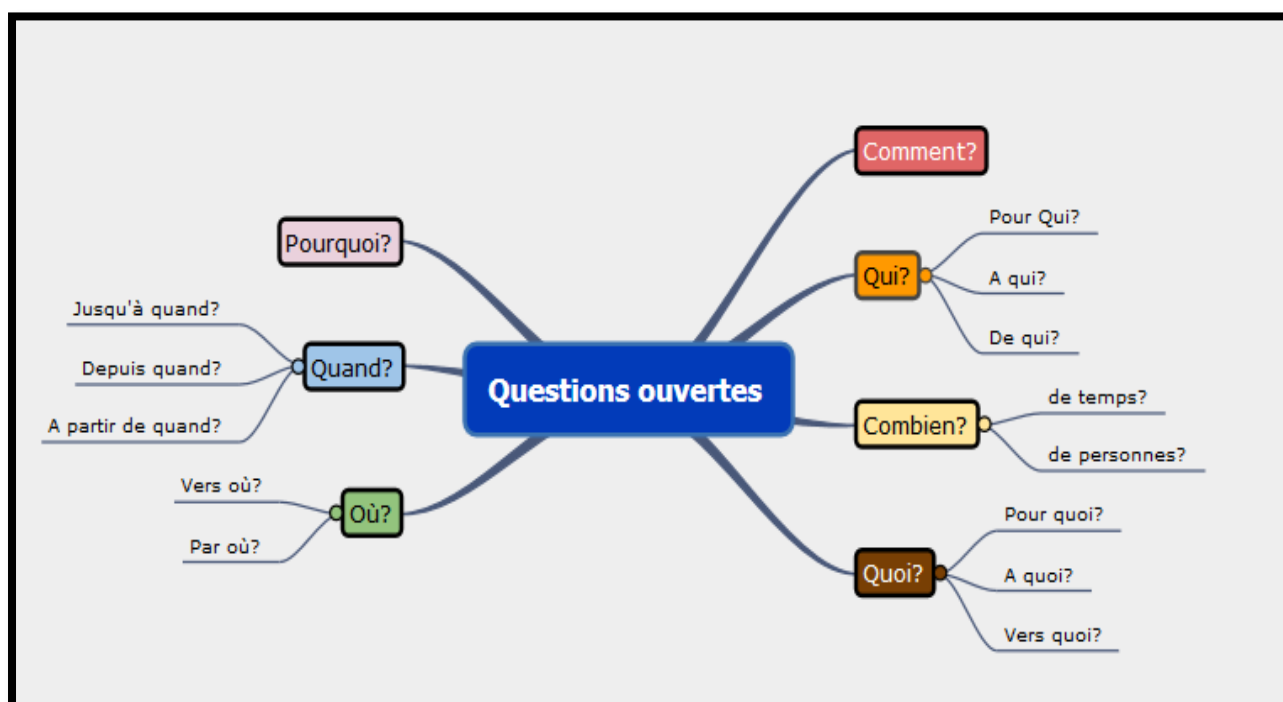 Questions ouvertes
Comment?
Qui?
Pour Qui?
A qui?
De qui?
Combien?
de temps?
de personnes?
Quoi?
Pour quoi?
A quoi?
Vers quoi?
Pourquoi?
Quand?
Jusqu'à quand?
Depuis quand?
A partir de quand?
Où?
Vers où?
Par où?